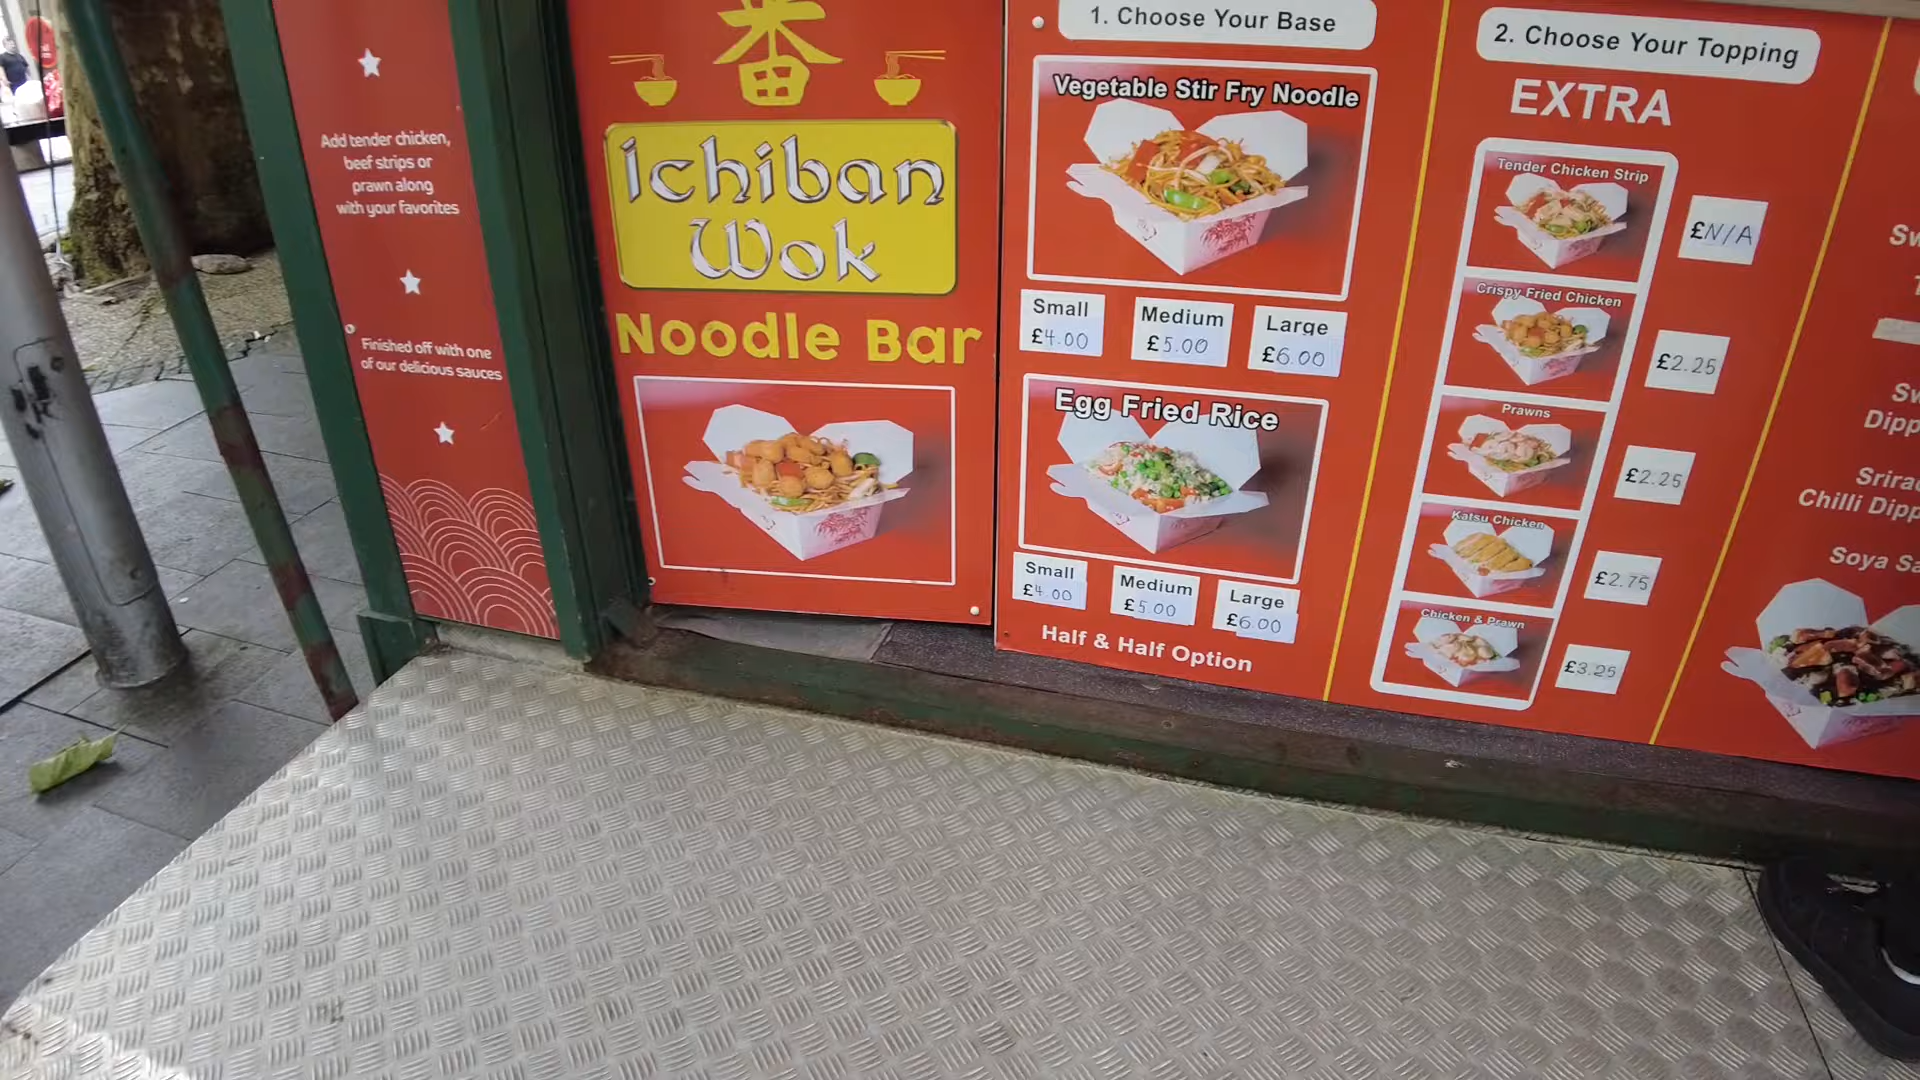 Add tender chicken,
beef strips or
prawn along
with your favorites
Finished off with one
of our delicious sauces
番
Ichiban
Wok
Noodle Bar
1. Choose Your Base
Vegetable Stir Fry Noodle
Small
£4.00
Medium
£5.00
Large
£6.00
Egg Fried Rice
Small
£4.00
Medium
£5.00
Large
£6.00
Half & Half Option
2. Choose Your Topping
EXTRA
Tender Chicken Strip
£N/A
Crispy Fried Chicken
£2.25
Prawns
£2.25
Katsu Chicken
£2.75
Chicken & Prawn
£3.25
Chilli
Soya